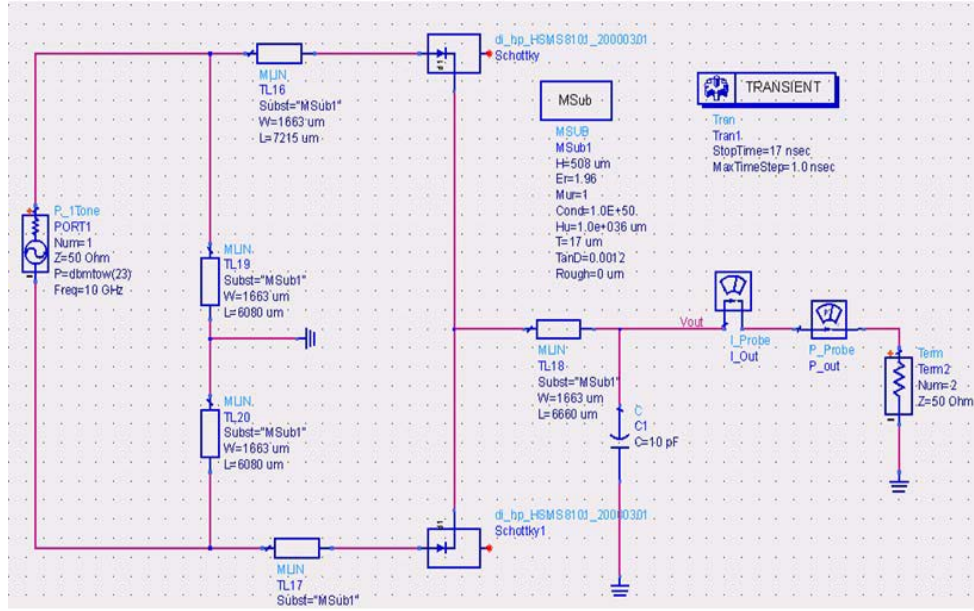 di_hp_HSMS8101_20000301
Schottky
MLIN
TL16
Subst="MSub1"
W=1663 um
L=7215 um
MSub
MSUB
MSub1
H=508 um
Er=1.96
Mur=1
Cond=1.0E+50
Hu=1.0e+036 um
T=17 um
TanD=0.0012
Rough=0 um
TRANSIENT
Tran
Tran1
StopTime=17 nsec
MaxTimeStep=1.0 nsec
P_1Tone
PORT1
Num=1
Z=50 Ohm
P=dbmtow(23)
Freq=10 GHz
MLIN
TL19
Subst="MSub1"
W=1663 um
L=6080 um
MLIN
TL20
Subst="MSub1"
W=1663 um
L=6080 um
MLIN
TL18
Subst="MSub1"
W=1663 um
L=6660 um
Vout
I_Probe
I_Out
P_Probe
P_out
Term
Term2
Num=2
Z=50 Ohm
C
C1
C=10 pF
di_hp_HSMS8101_20000301
Schottky1
MLIN
TL17
Subst="MSub1"